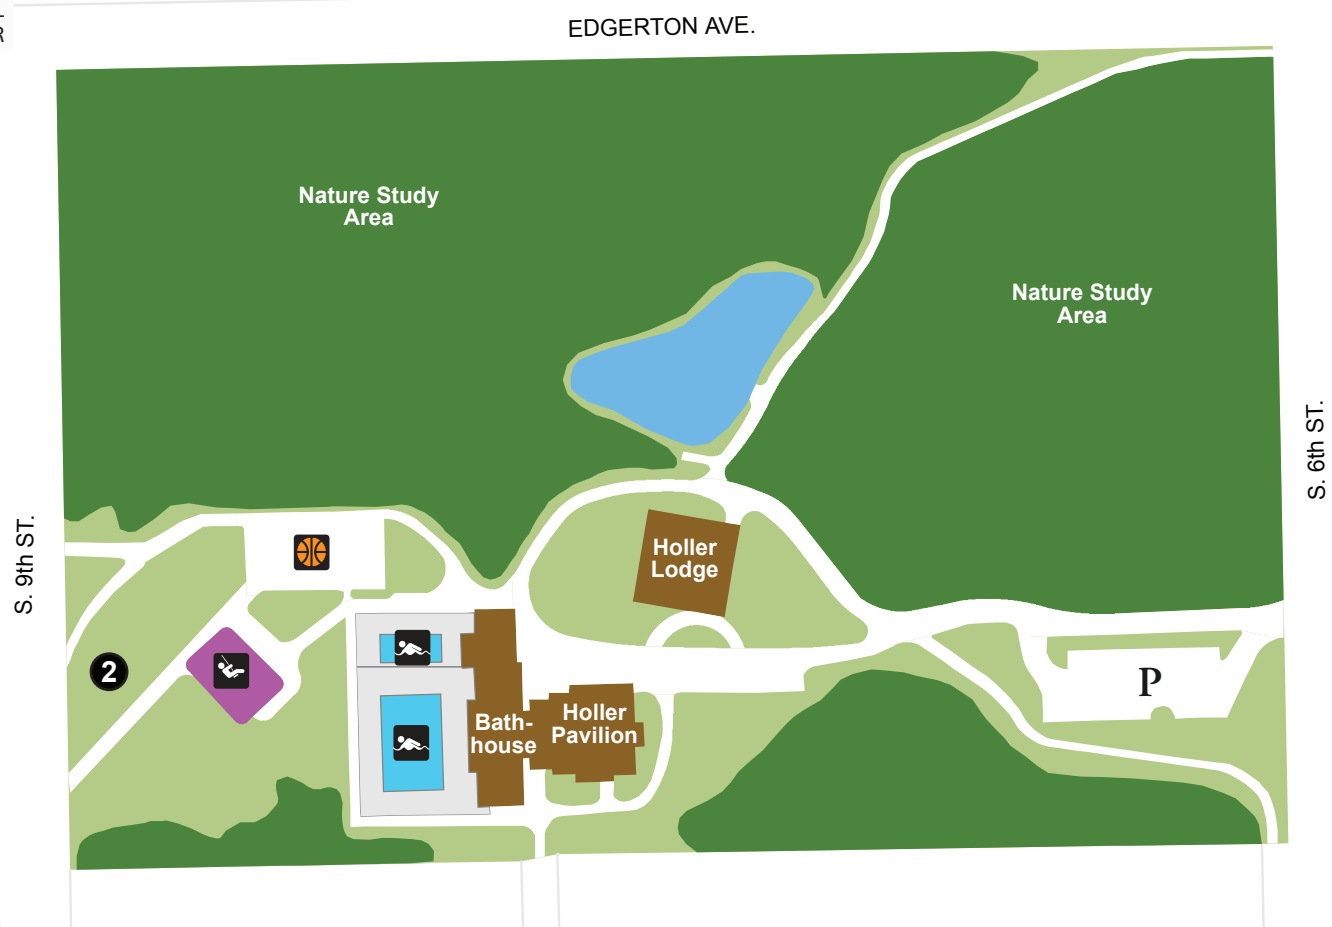 R
EDGERTON AVE.
Nature Study
Area
Nature Study
Area
S. 6th ST.
S. 9th ST.
Holler
Lodge
2
P
Bath-
house
Holler
Pavilion